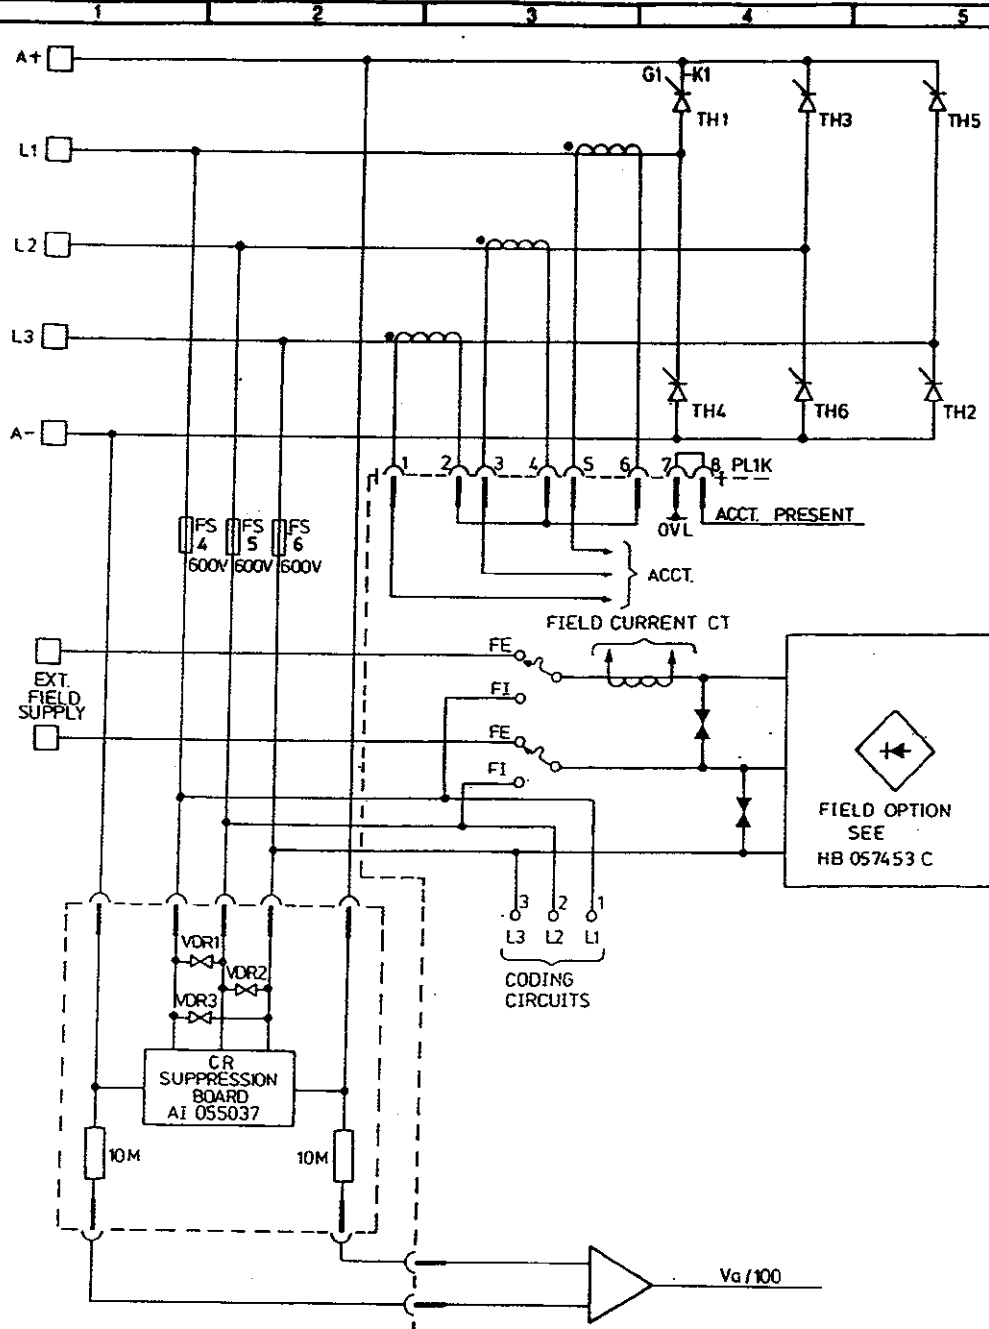 1 2 3 4 5
A+
G1 K1
TH1 TH3 TH5
L1
L2
L3
TH4 TH6 TH2
A-
1 2 3 4 5 6 7 8 PL1K
ACCT. PRESENT
OVL
FS 4 600V
FS 5 600V
FS 6 600V
ACCT.
FIELD CURRENT CT
FE
EXT.
FIELD
SUPPLY
FI
FE
FI
FIELD OPTION
SEE
HB 057453 C
3 2 1
L3 L2 L1
CODING
CIRCUITS
VDR1
VDR2
VDR3
CR
SUPPRESSION
BOARD
AI 055037
10M 10M
Va/100